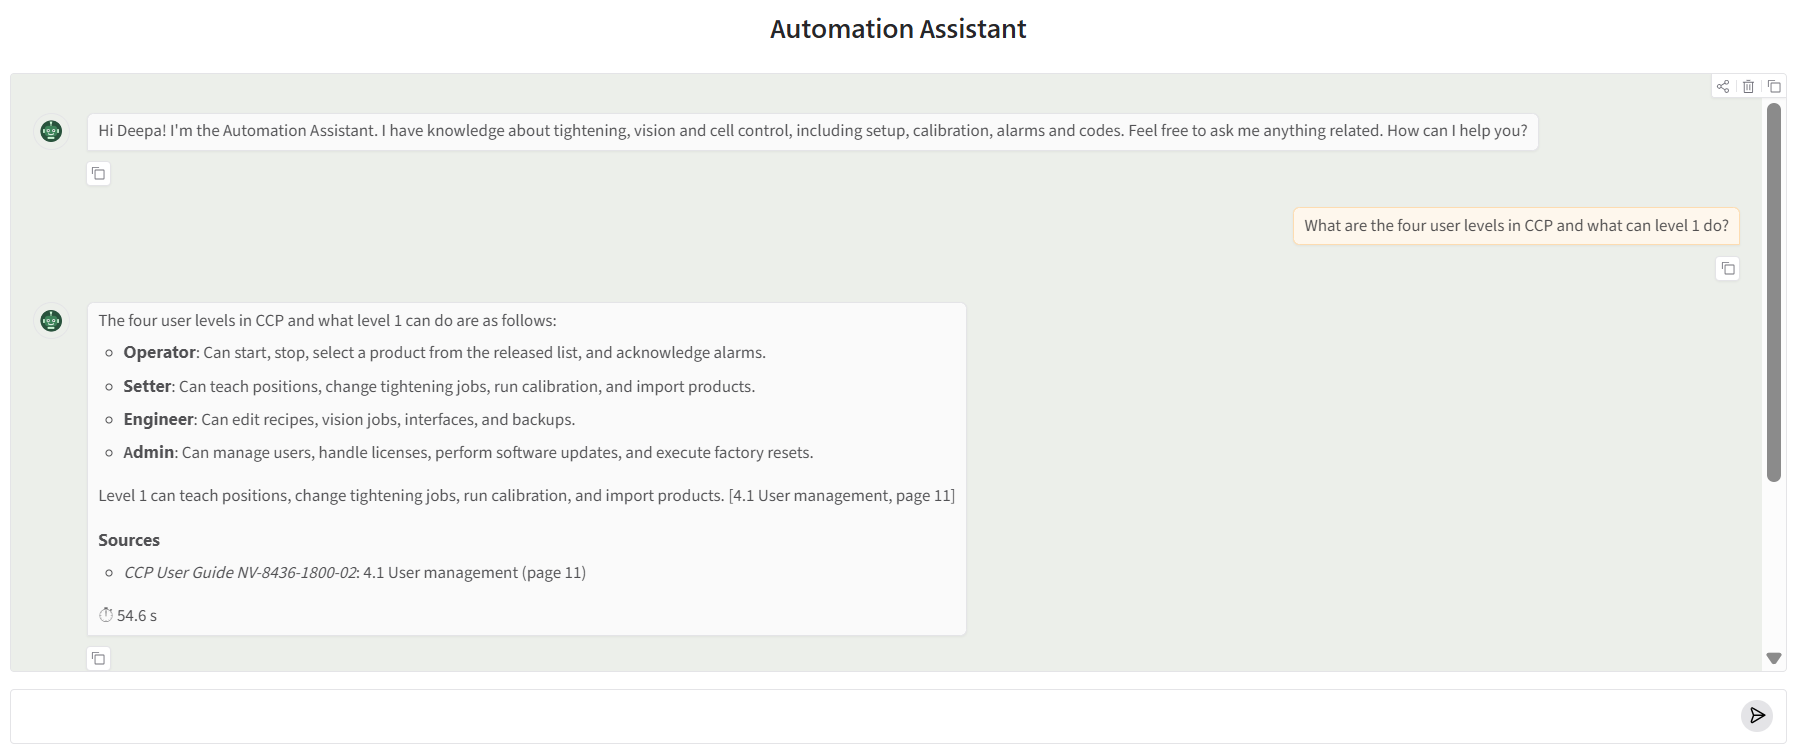 Automation Assistant
Hi Deepa! I'm the Automation Assistant. I have knowledge about tightening, vision and cell control, including setup, calibration, alarms and codes. Feel free to ask me anything related. How can I help you?
What are the four user levels in CCP and what can level 1 do?
The four user levels in CCP and what level 1 can do are as follows:
Operator: Can start, stop, select a product from the released list, and acknowledge alarms.
Setter: Can teach positions, change tightening jobs, run calibration, and import products.
Engineer: Can edit recipes, vision jobs, interfaces, and backups.
Admin: Can manage users, handle licenses, perform software updates, and execute factory resets.
Level 1 can teach positions, change tightening jobs, run calibration, and import products. [4.1 User management, page 11]
Sources
CCP User Guide NV-8436-1800-02: 4.1 User management (page 11)
54.6 s